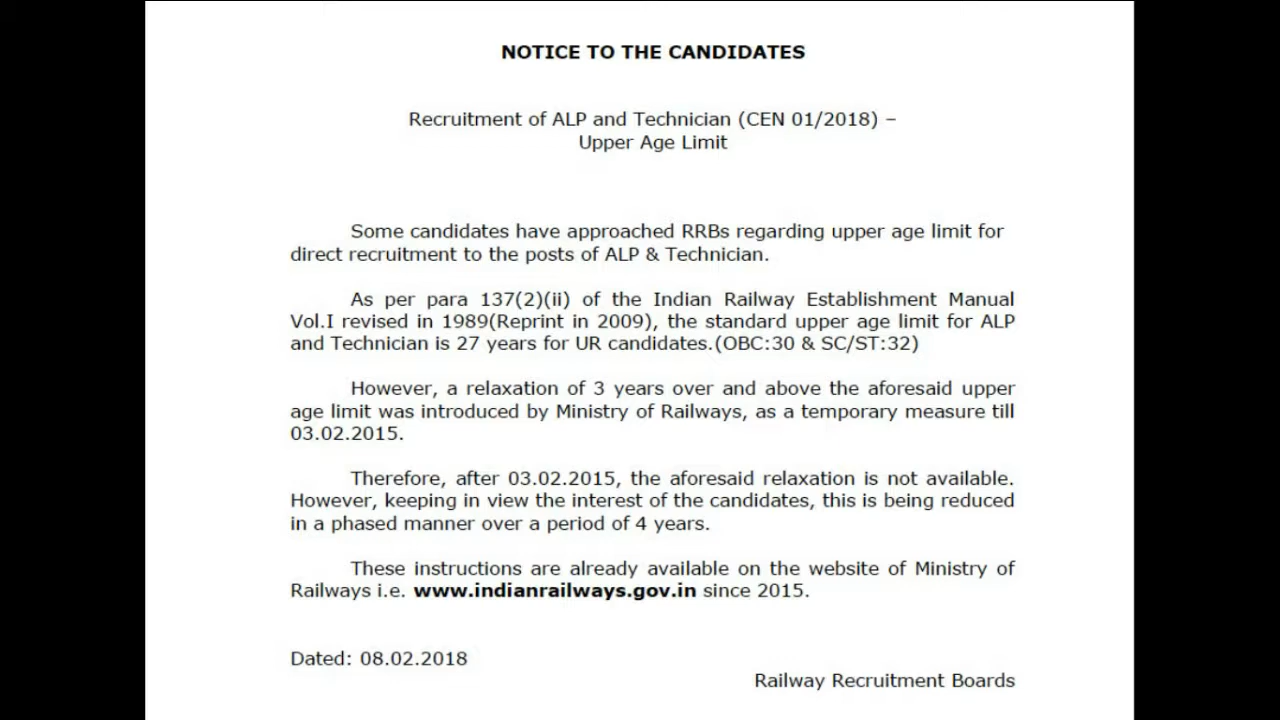 NOTICE TO THE CANDIDATES
Recruitment of ALP and Technician (CEN 01/2018) –
Upper Age Limit
Some candidates have approached RRBs regarding upper age limit for
direct recruitment to the posts of ALP & Technician.
As per para 137(2)(ii) of the Indian Railway Establishment Manual
Vol.I revised in 1989(Reprint in 2009), the standard upper age limit for ALP
and Technician is 27 years for UR candidates.(OBC:30 & SC/ST:32)
However, a relaxation of 3 years over and above the aforesaid upper
age limit was introduced by Ministry of Railways, as a temporary measure till
03.02.2015.
Therefore, after 03.02.2015, the aforesaid relaxation is not available.
However, keeping in view the interest of the candidates, this is being reduced
in a phased manner over a period of 4 years.
These instructions are already available on the website of Ministry of
Railways i.e. www.indianrailways.gov.in since 2015.
Dated: 08.02.2018
Railway Recruitment Boards